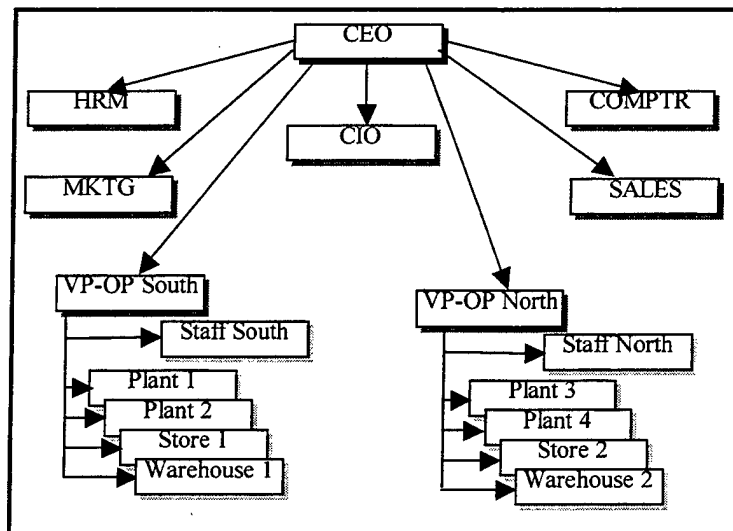 CEO
HRM
COMPTR
CIO
MKTG
SALES
VP-OP South
VP-OP North
Staff South
Staff North
Plant 1
Plant 2
Store 1
Warehouse 1
Plant 3
Plant 4
Store 2
Warehouse 2